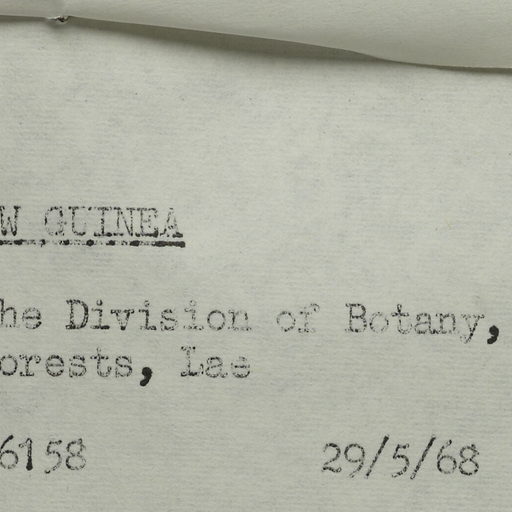 W GUINEA
he Division of Botany,
orests, Lae
6158 29/5/68